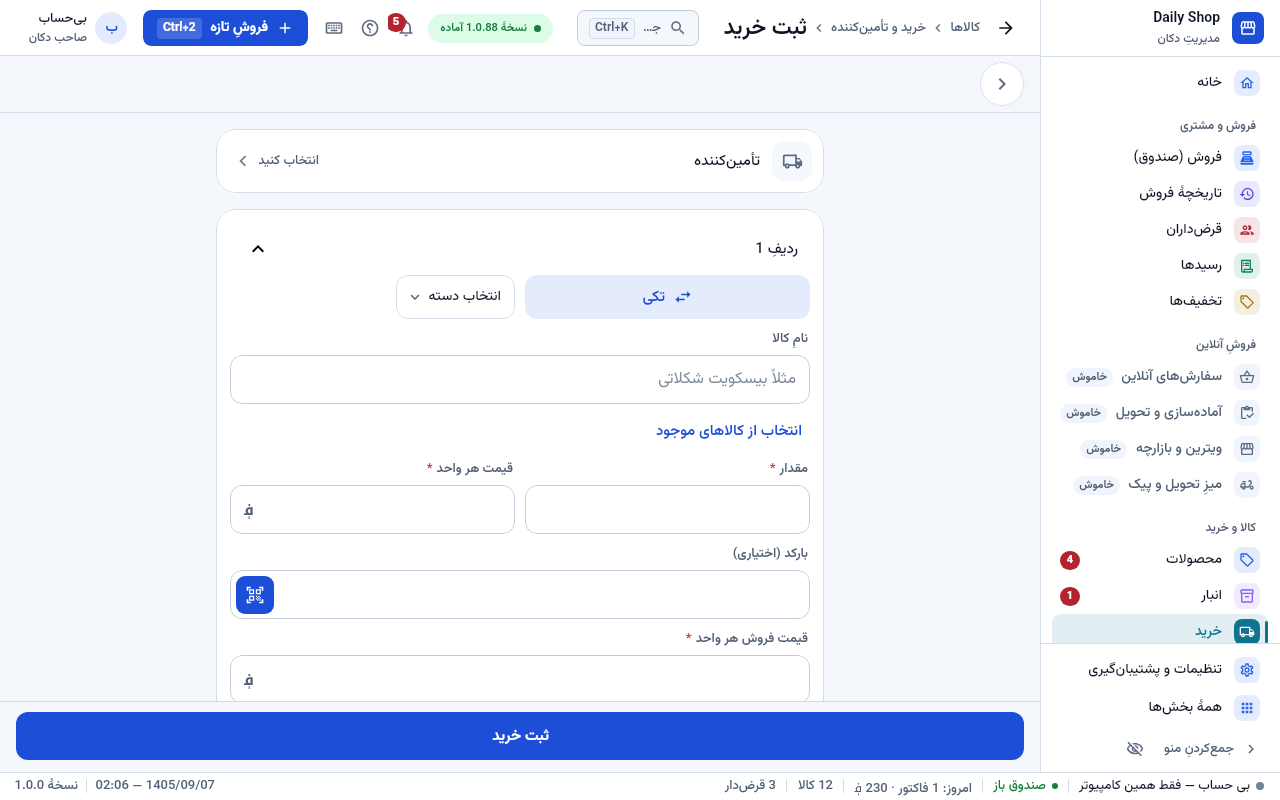 Daily Shop
مدیریتِ دکان
خانه
فروش و مشتری
فروش (صندوق)
تاریخچهٔ فروش
قرض‌داران
رسیدها
تخفیف‌ها
فروشِ آنلاین
سفارش‌های آنلاین خاموش
آماده‌سازی و تحویل خاموش
ویترین و بازارچه خاموش
میزِ تحویل و پیک خاموش
کالا و خرید
محصولات 4
انبار 1
خرید
تنظیمات و پشتیبان‌گیری
همهٔ بخش‌ها
جمع‌کردنِ منو
کالاها
خرید و تأمین‌کننده
ثبت خرید
جـ... Ctrl+K
نسخهٔ 1.0.88 آماده
5
فروشِ تازه Ctrl+2
ب
بی‌حساب
صاحب دکان
تأمین‌کننده
انتخاب کنید
ردیفِ 1
تکی
انتخاب دسته
نامِ کالا
مثلاً بیسکویت شکلاتی
انتخاب از کالاهای موجود
مقدار *
قیمت هر واحد *
؋
بارکد (اختیاری)
قیمت فروش هر واحد *
؋
ثبت خرید
بی حساب — فقط همین کامپیوتر
صندوق باز
امروز: 1 فاکتور · 230 ؋
12 کالا
3 قرض‌دار
1405/09/07 — 02:06
نسخهٔ 1.0.0